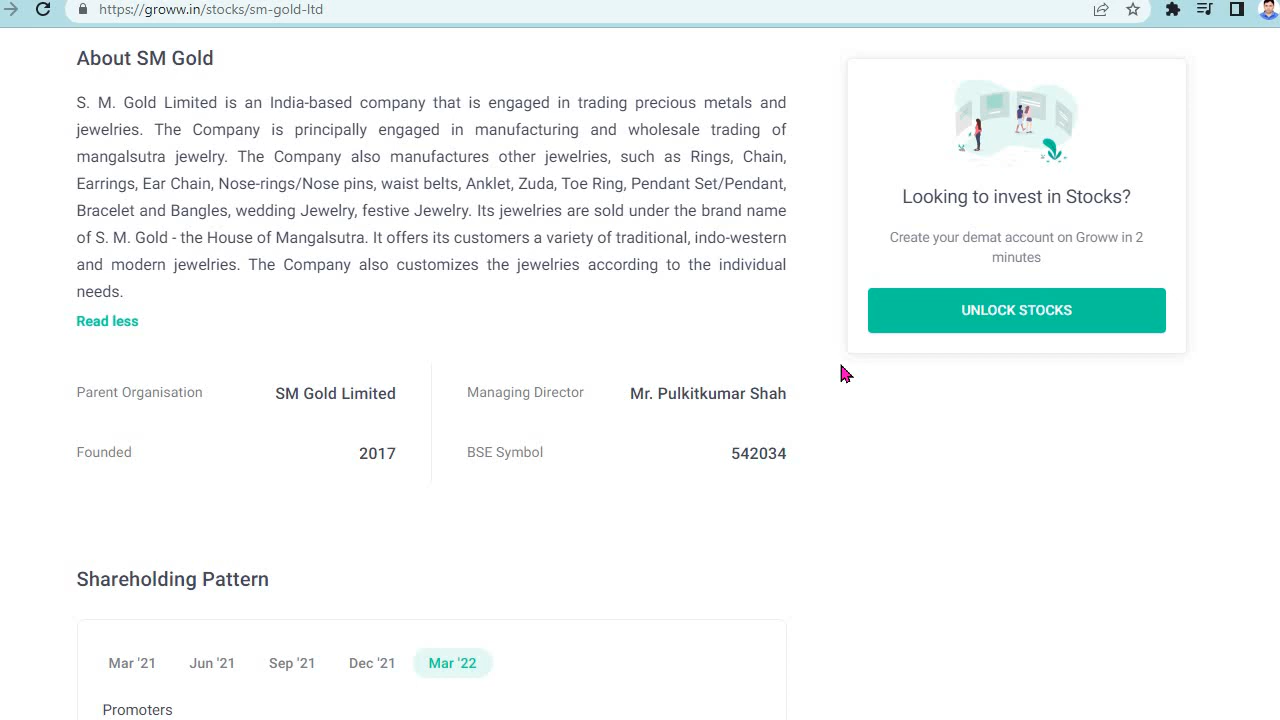 https://groww.in/stocks/sm-gold-ltd
About SM Gold
S. M. Gold Limited is an India-based company that is engaged in trading precious metals and
jewelries. The Company is principally engaged in manufacturing and wholesale trading of
mangalsutra jewelry. The Company also manufactures other jewelries, such as Rings, Chain,
Earrings, Ear Chain, Nose-rings/Nose pins, waist belts, Anklet, Zuda, Toe Ring, Pendant Set/Pendant,
Bracelet and Bangles, wedding Jewelry, festive Jewelry. Its jewelries are sold under the brand name
of S. M. Gold - the House of Mangalsutra. It offers its customers a variety of traditional, indo-western
and modern jewelries. The Company also customizes the jewelries according to the individual
needs.
Read less
Looking to invest in Stocks?
Create your demat account on Groww in 2
minutes
UNLOCK STOCKS
Parent Organisation SM Gold Limited
Managing Director Mr. Pulkitkumar Shah
Founded 2017
BSE Symbol 542034
Shareholding Pattern
Mar '21 Jun '21 Sep '21 Dec '21 Mar '22
Promoters